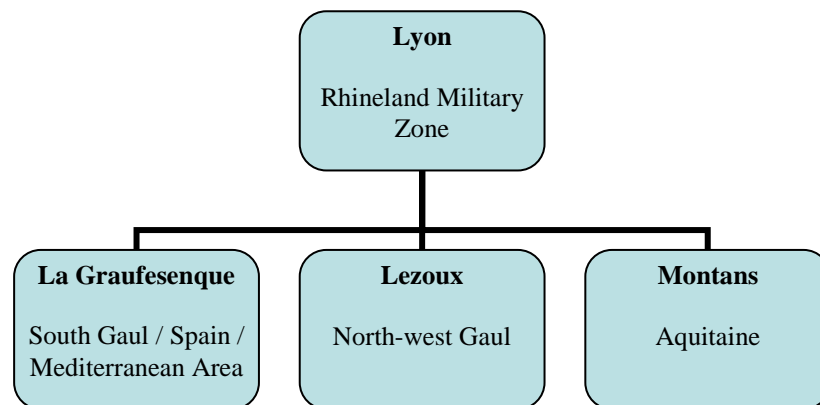 Lyon
Rhineland Military
Zone
La Graufesenque
South Gaul / Spain /
Mediterranean Area
Lezoux
North-west Gaul
Montans
Aquitaine